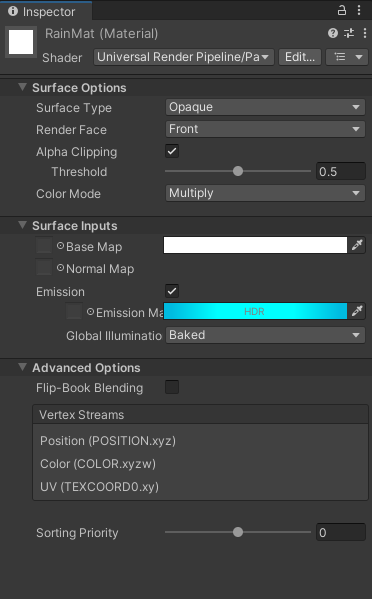 Inspector
RainMat (Material)
Shader Universal Render Pipeline/Pa Edit...
Surface Options
Surface Type Opaque
Render Face Front
Alpha Clipping
Threshold 0.5
Color Mode Multiply
Surface Inputs
Base Map
Normal Map
Emission
Emission Ma HDR
Global Illuminatio Baked
Advanced Options
Flip-Book Blending
Vertex Streams
Position (POSITION.xyz)
Color (COLOR.xyzw)
UV (TEXCOORD0.xy)
Sorting Priority 0